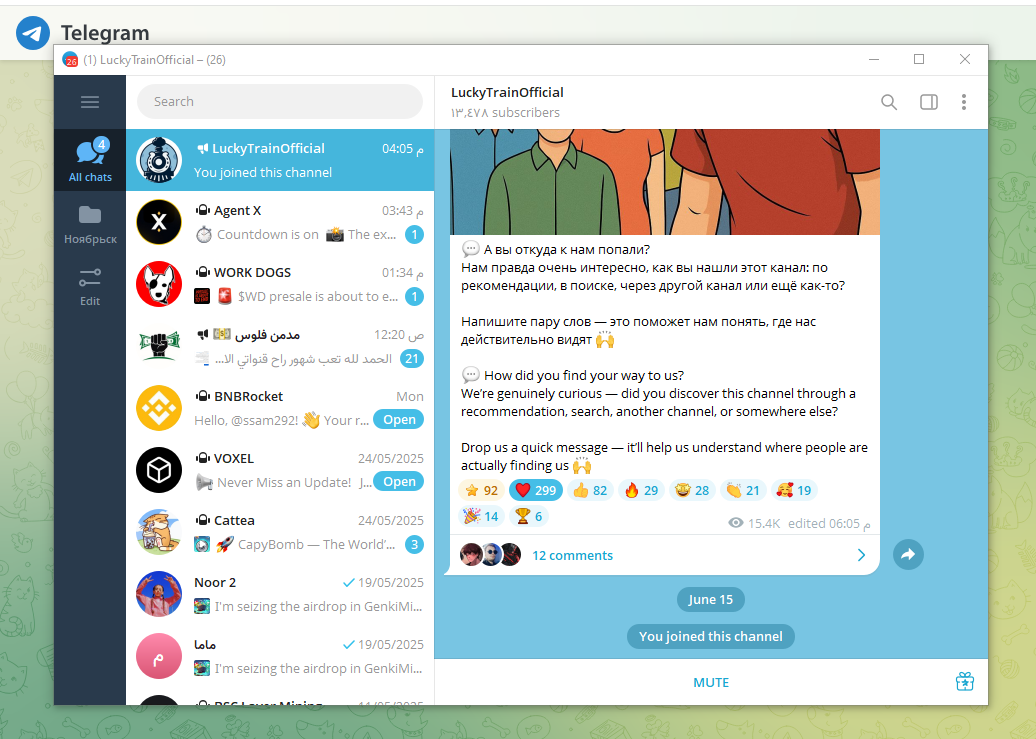 Telegram
26
(1) LuckyTrainOfficial – (26)
Search
4
All chats
Ноябрьск
Edit
LuckyTrainOfficial
04:05 م
You joined this channel
X
Agent X
03:43 م
Countdown is on 📸 The ex...
1
WORK DOGS
01:34 م
$WD presale is about to e...
1
مدمن فلوس
12:20 ص
الحمد لله تعب شهور راح قنواتي الا...
21
BNBRocket
Mon
Hello, @ssam292! 👋 Your r...
Open
VOXEL
24/05/2025
Never Miss an Update! J...
Open
Cattea
24/05/2025
🚀 CapyBomb — The World’...
3
Noor 2
19/05/2025
I'm seizing the airdrop in GenkiMi...
م
ماما
19/05/2025
I'm seizing the airdrop in GenkiMi...
LuckyTrainOfficial
١٣,٤٧٨ subscribers
💬 А вы откуда к нам попали?
Нам правда очень интересно, как вы нашли этот канал: по
рекомендации, в поиске, через другой канал или ещё как-то?
Напишите пару слов — это поможет нам понять, где нас
действительно видят 🙌
💬 How did you find your way to us?
We’re genuinely curious — did you discover this channel through a
recommendation, search, another channel, or somewhere else?
Drop us a quick message — it’ll help us understand where people are
actually finding us 🙌
⭐ 92 ❤️ 299 👍 82 🔥 29 🤩 28 👏 21 🥰 19
🎉 14 🏆 6
15.4K edited 06:05 م
12 comments
June 15
You joined this channel
MUTE